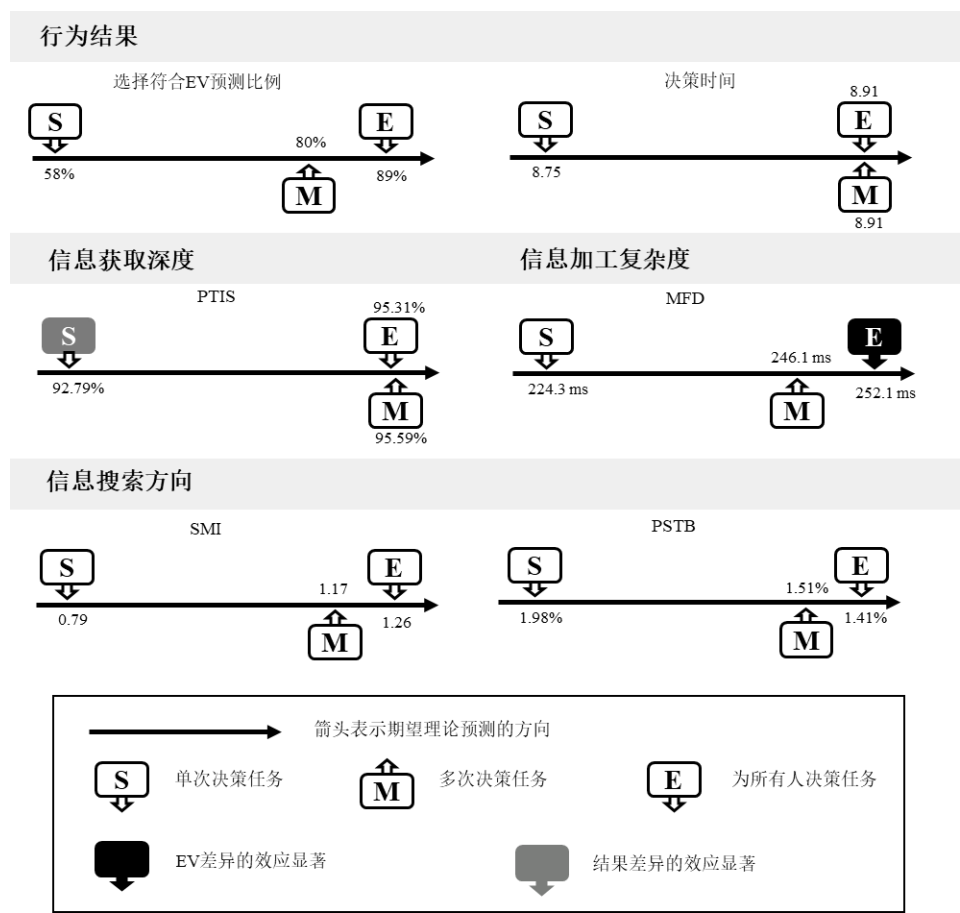 行为结果
选择符合EV预测比例
S
58%
80%
M
E
89%
决策时间
S
8.75
8.91
E
M
8.91
信息获取深度
PTIS
S
92.79%
95.31%
E
M
95.59%
信息加工复杂度
MFD
S
224.3 ms
246.1 ms
M
E
252.1 ms
信息搜索方向
SMI
S
0.79
1.17
M
E
1.26
PSTB
S
1.98%
1.51%
M
E
1.41%
箭头表示期望理论预测的方向
S 单次决策任务
M 多次决策任务
E 为所有人决策任务
EV差异的效应显著
结果差异的效应显著